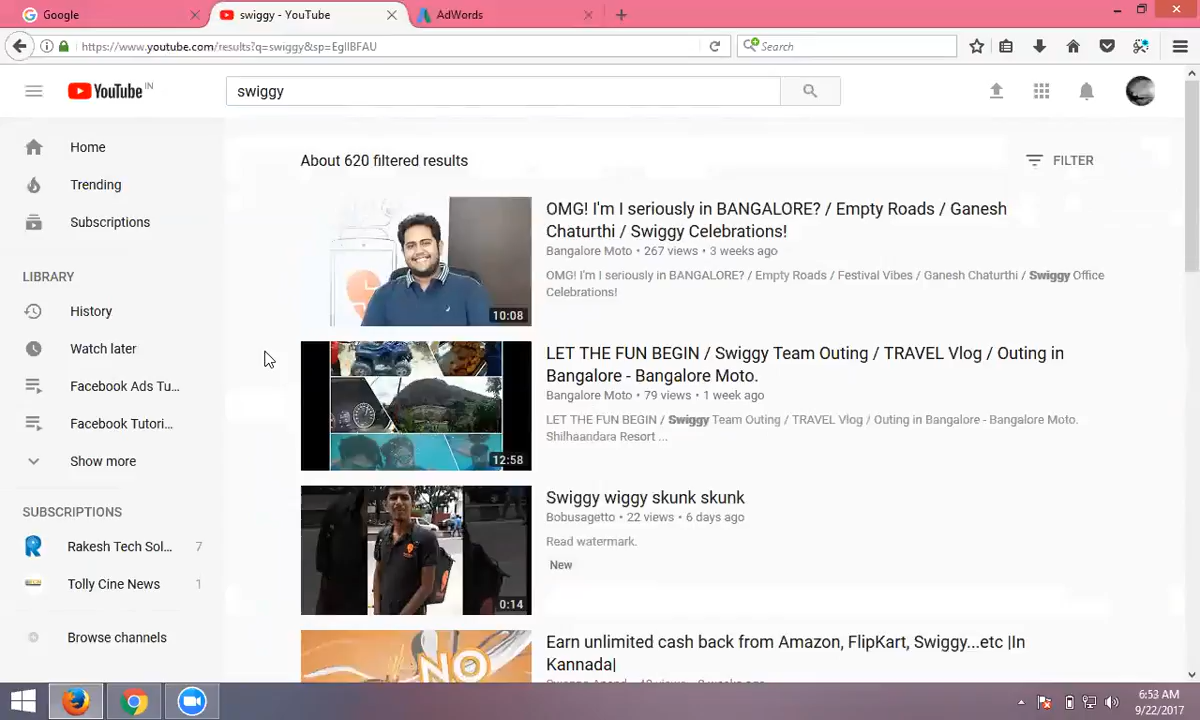 Google
swiggy - YouTube
AdWords
https://www.youtube.com/results?q=swiggy&sp=EgIIBFAU
Search
YouTube IN
swiggy
Home
Trending
Subscriptions
LIBRARY
History
Watch later
Facebook Ads Tu...
Facebook Tutori...
Show more
SUBSCRIPTIONS
Rakesh Tech Sol... 7
Tolly Cine News 1
Browse channels
About 620 filtered results
FILTER
10:08
OMG! I'm I seriously in BANGALORE? / Empty Roads / Ganesh
Chaturthi / Swiggy Celebrations!
Bangalore Moto • 267 views • 3 weeks ago
OMG! I'm I seriously in BANGALORE? / Empty Roads / Festival Vibes / Ganesh Chaturthi / Swiggy Office
Celebrations!
12:58
LET THE FUN BEGIN / Swiggy Team Outing / TRAVEL Vlog / Outing in
Bangalore - Bangalore Moto.
Bangalore Moto • 79 views • 1 week ago
LET THE FUN BEGIN / Swiggy Team Outing / TRAVEL Vlog / Outing in Bangalore - Bangalore Moto.
Shilhaandara Resort ...
0:14
Swiggy wiggy skunk skunk
Bobusagetto • 22 views • 6 days ago
Read watermark.
New
NO
Earn unlimited cash back from Amazon, FlipKart, Swiggy...etc |In
Kannada|
6:53 AM
9/22/2017